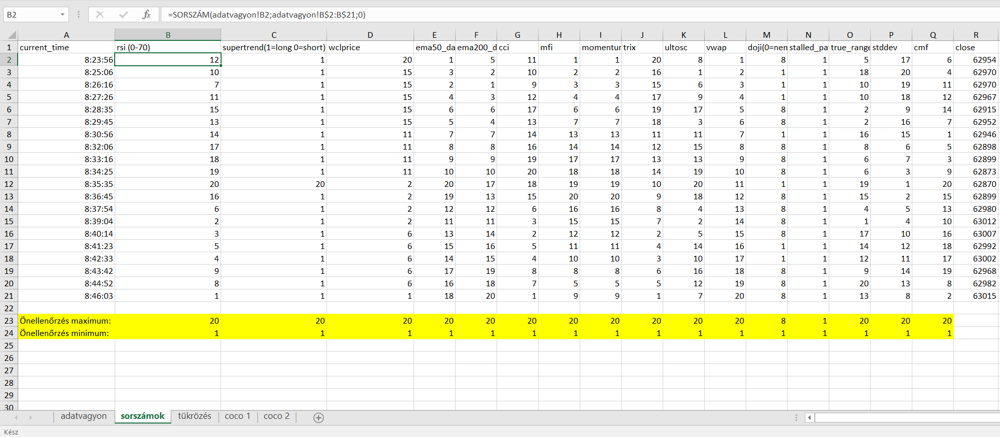 B2 =SORSZÁM(adatvagyon!B2;adatvagyon!B$2:B$21;0)
A B C D E F G H I J K L M N O P Q R
1 current_time rsi (0-70) supertrend(1=long 0=short) wclprice ema50_da ema200_d cci mfi momentur trix ultosc vwap doji(0=nen stalled_pa true_range stddev cmf close
2 8:23:56 12 1 20 1 5 11 1 1 20 8 1 8 1 5 17 6 62954
3 8:25:06 10 1 15 3 2 10 2 2 16 1 2 1 1 18 20 4 62970
4 8:26:16 7 1 15 2 1 9 3 3 15 6 3 1 1 10 19 11 62970
5 8:27:26 11 1 15 4 3 12 4 4 17 9 4 1 1 10 18 12 62967
6 8:28:35 15 1 15 6 6 17 6 6 19 17 5 8 1 2 9 14 62915
7 8:29:45 13 1 15 5 4 13 7 7 18 3 6 8 1 2 16 7 62952
8 8:30:56 14 1 11 7 7 14 13 13 11 11 7 1 1 16 15 1 62946
9 8:32:06 17 1 11 8 8 16 14 14 12 15 8 8 1 8 6 5 62898
10 8:33:16 18 1 11 9 9 19 17 17 13 13 9 8 1 6 7 3 62899
11 8:34:25 19 1 11 10 10 20 18 18 14 19 10 8 1 6 3 9 62873
12 8:35:35 20 20 2 20 17 18 19 19 10 20 11 1 1 19 1 20 62870
13 8:36:45 16 1 2 19 13 15 20 20 9 18 12 8 1 15 2 15 62899
14 8:37:54 6 1 2 12 12 6 16 16 8 4 13 8 1 4 5 13 62980
15 8:39:04 2 1 2 11 11 3 15 15 7 2 14 8 1 1 4 10 63012
16 8:40:14 3 1 6 13 14 2 12 12 2 5 15 8 1 17 10 16 63007
17 8:41:23 5 1 6 15 16 5 11 11 4 14 16 1 1 14 12 18 62992
18 8:42:33 4 1 6 14 15 4 10 10 3 10 17 1 1 12 11 17 63002
19 8:43:42 9 1 6 17 19 8 8 8 6 16 18 8 1 9 14 19 62968
20 8:44:52 8 1 6 16 18 7 5 5 5 12 19 8 1 20 13 8 62982
21 8:46:03 1 1 1 18 20 1 9 9 1 7 20 8 1 13 8 2 63015
22
23 Önellenőrzés maximum: 20 20 20 20 20 20 20 20 20 20 20 8 1 20 20 20
24 Önellenőrzés minimum: 1 1 1 1 1 1 1 1 1 1 1 1 1 1 1 1
25
26
27
28
29
30
adatvagyon sorszámok tükrözés coco 1 coco 2
Kész